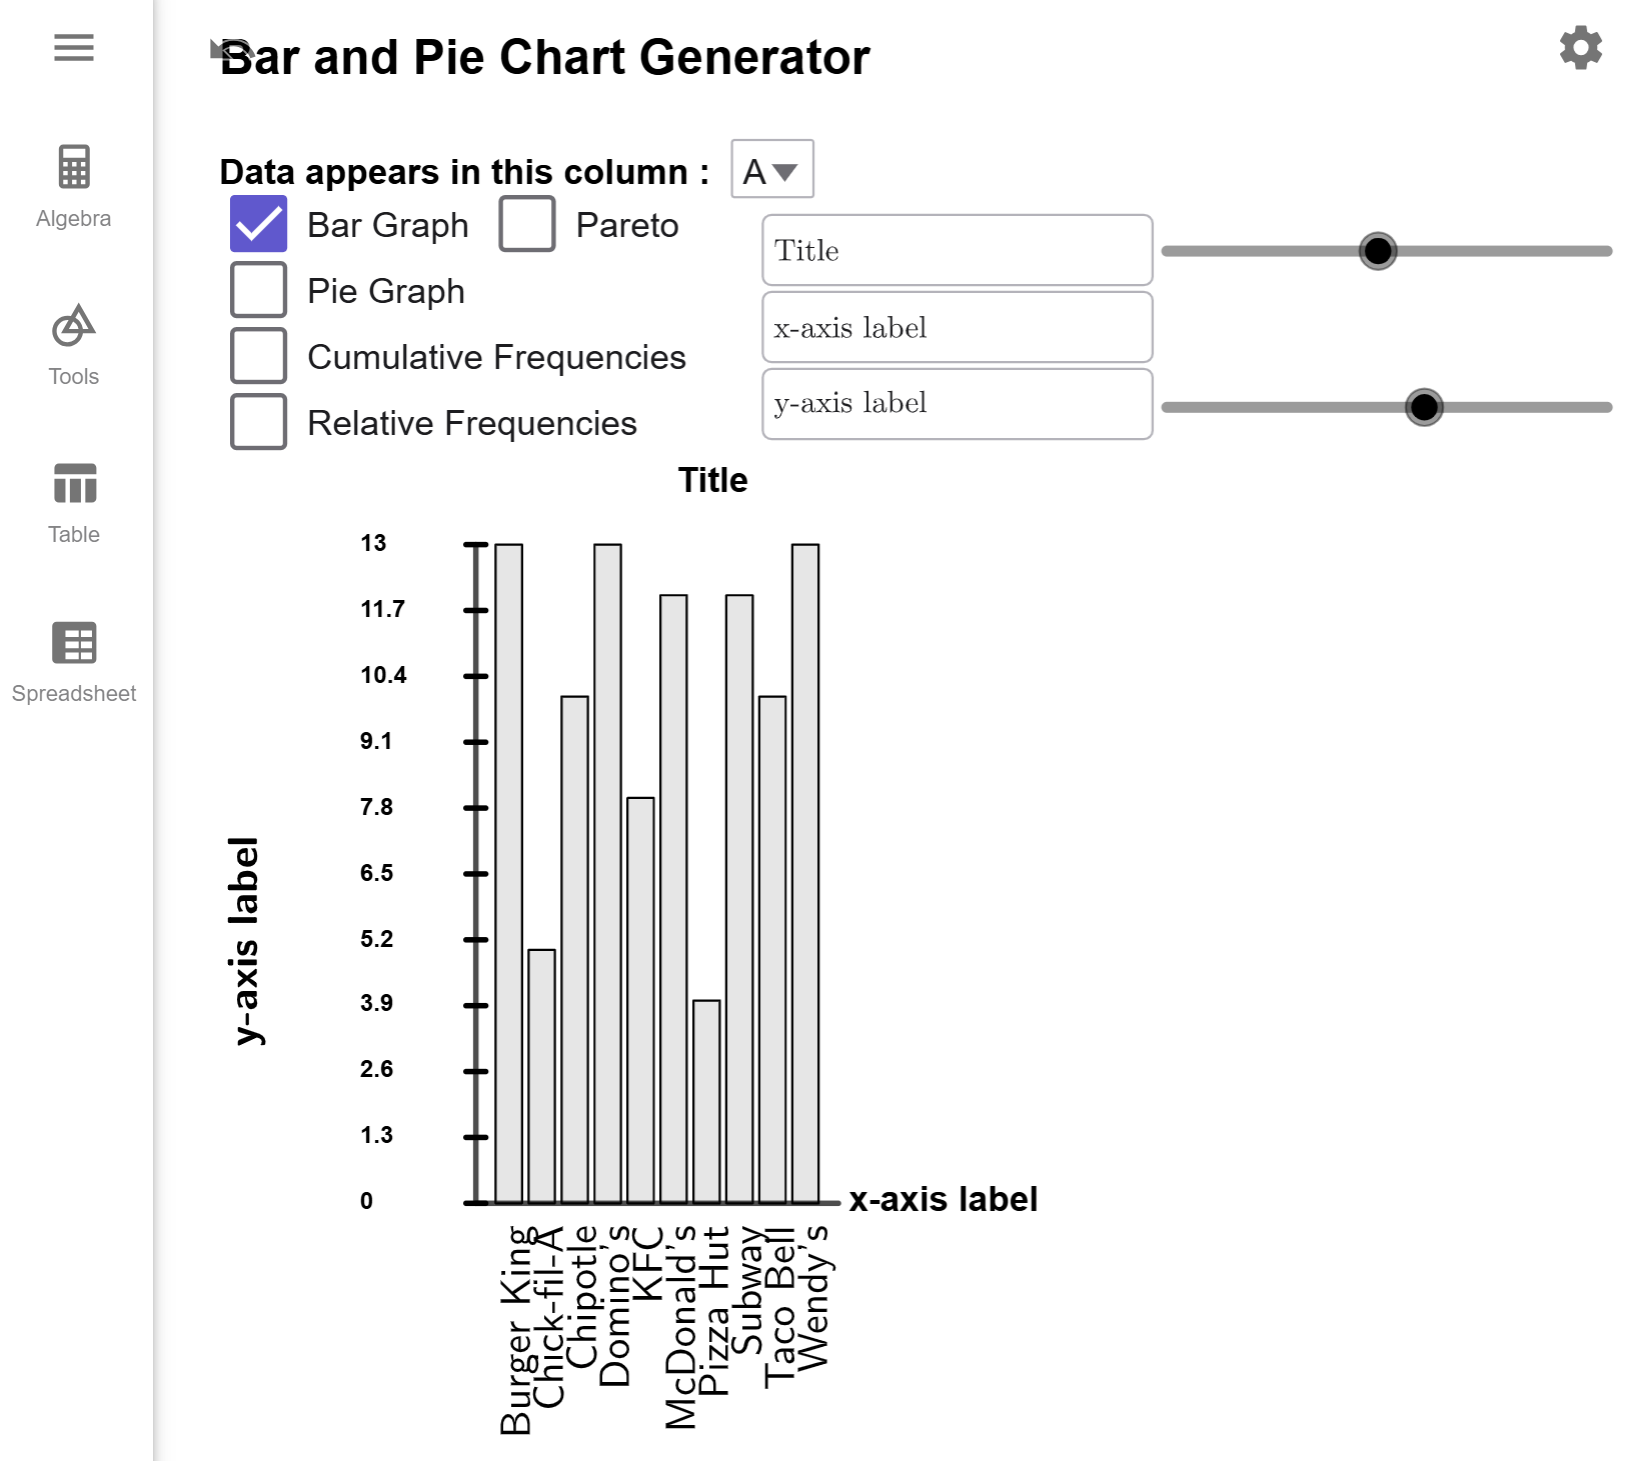 Bar and Pie Chart Generator
Data appears in this column :
A
Bar Graph
Pareto
Pie Graph
Cumulative Frequencies
Relative Frequencies
Title
x-axis label
y-axis label
Algebra
Tools
Table
Spreadsheet
Title
13
11.7
10.4
9.1
7.8
6.5
5.2
3.9
2.6
1.3
0
y-axis label
x-axis label
Burger King
Chick-fil-A
Chipotle
Domino's
KFC
McDonald's
Pizza Hut
Subway
Taco Bell
Wendy's